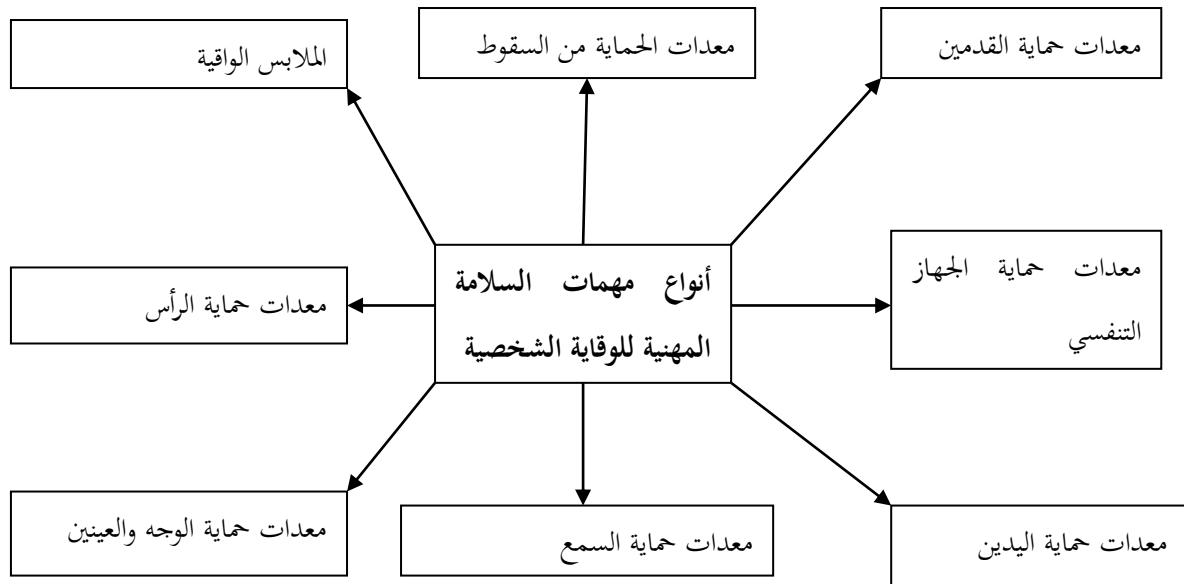 معدات حماية القدمين
معدات الحماية من السقوط
الملابس الواقية
معدات حماية الجهاز
التنفسي
أنواع مهمات السلامة
المهنية للوقاية الشخصية
معدات حماية الرأس
معدات حماية اليدين
معدات حماية السمع
معدات حماية الوجه والعينين